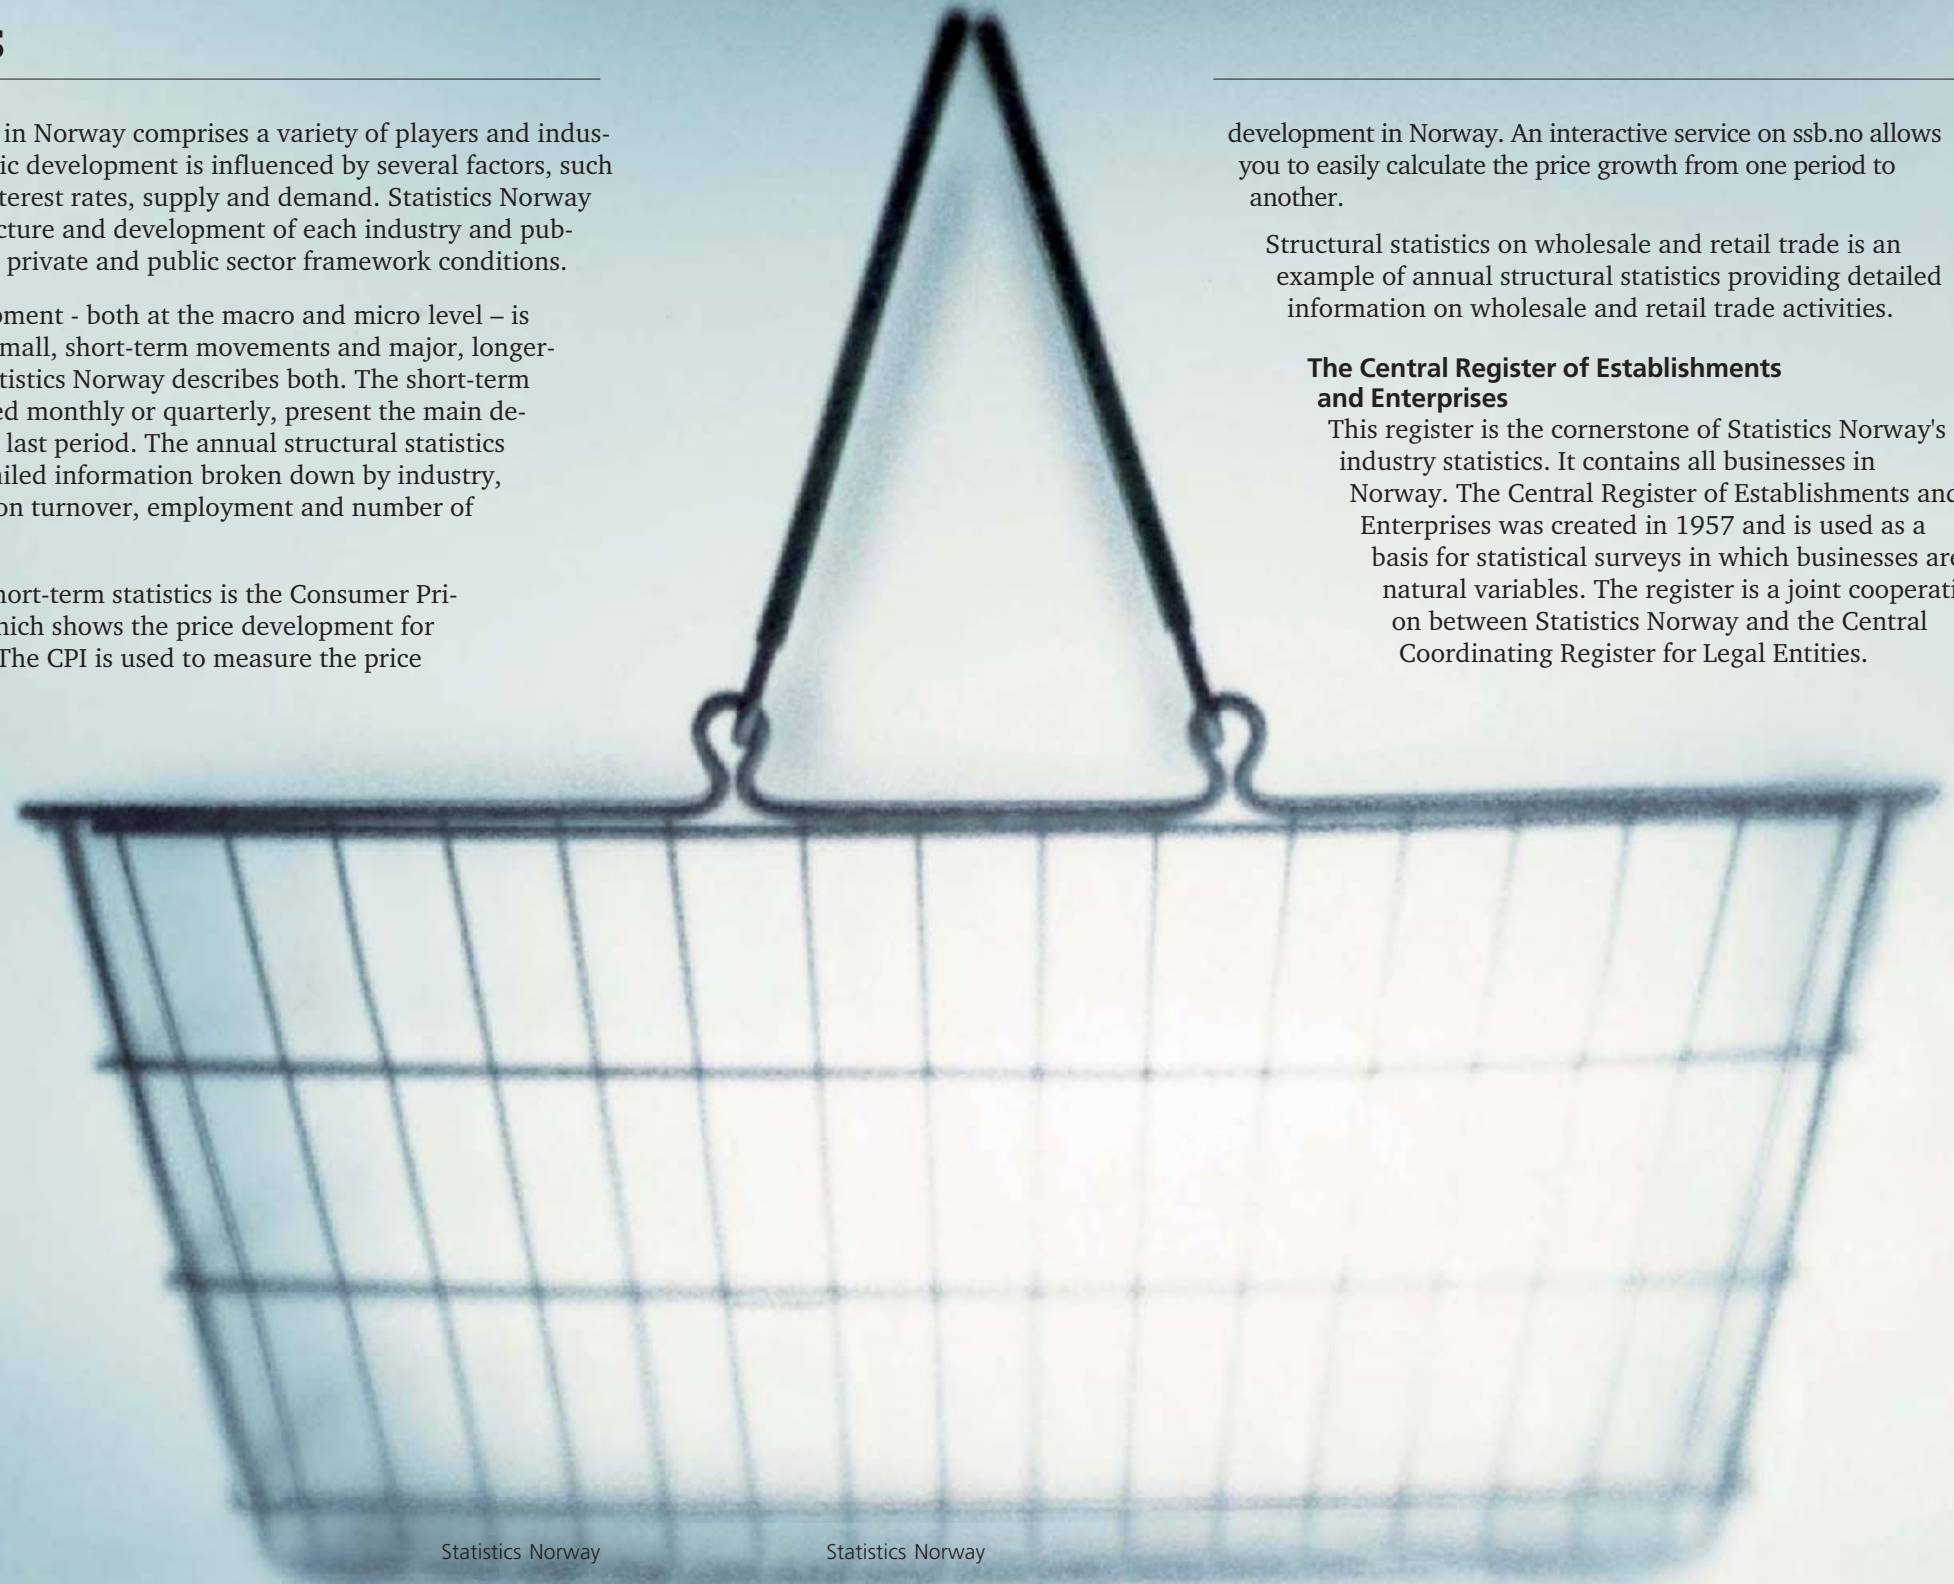 s
in Norway comprises a variety of players and indus-
ic development is influenced by several factors, such
terest rates, supply and demand. Statistics Norway
cture and development of each industry and pub-
private and public sector framework conditions.
pment - both at the macro and micro level – is
mall, short-term movements and major, longer-
tistics Norway describes both. The short-term
ed monthly or quarterly, present the main de-
last period. The annual structural statistics
ailed information broken down by industry,
on turnover, employment and number of
hort-term statistics is the Consumer Pri-
hich shows the price development for
The CPI is used to measure the price
development in Norway. An interactive service on ssb.no allows
you to easily calculate the price growth from one period to
another.
Structural statistics on wholesale and retail trade is an
example of annual structural statistics providing detailed
information on wholesale and retail trade activities.
The Central Register of Establishments
and Enterprises
This register is the cornerstone of Statistics Norway's
industry statistics. It contains all businesses in
Norway. The Central Register of Establishments and
Enterprises was created in 1957 and is used as a
basis for statistical surveys in which businesses are
natural variables. The register is a joint cooperati
on between Statistics Norway and the Central
Coordinating Register for Legal Entities.
Statistics Norway
Statistics Norway